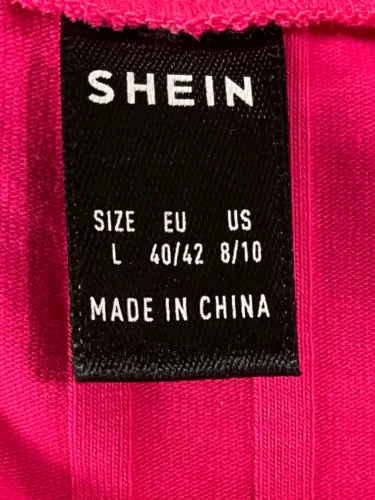 SHEIN
SIZE EU US
L 40/42 8/10
MADE IN CHINA